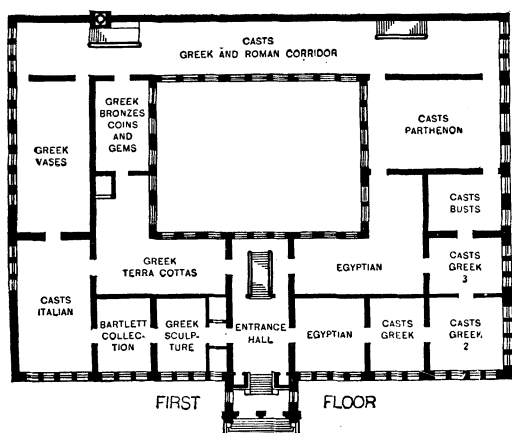 CASTS
GREEK AND ROMAN CORRIDOR
GREEK
BRONZES
COINS
AND
GEMS
GREEK
VASES
CASTS
PARTHENON
CASTS
BUSTS
GREEK
TERRA COTTAS
EGYPTIAN
CASTS
GREEK
3
CASTS
ITALIAN
BARTLETT
COLLEC-
TION
GREEK
SCULP-
TURE
ENTRANCE
HALL
EGYPTIAN
CASTS
GREEK
CASTS
GREEK
2
FIRST FLOOR